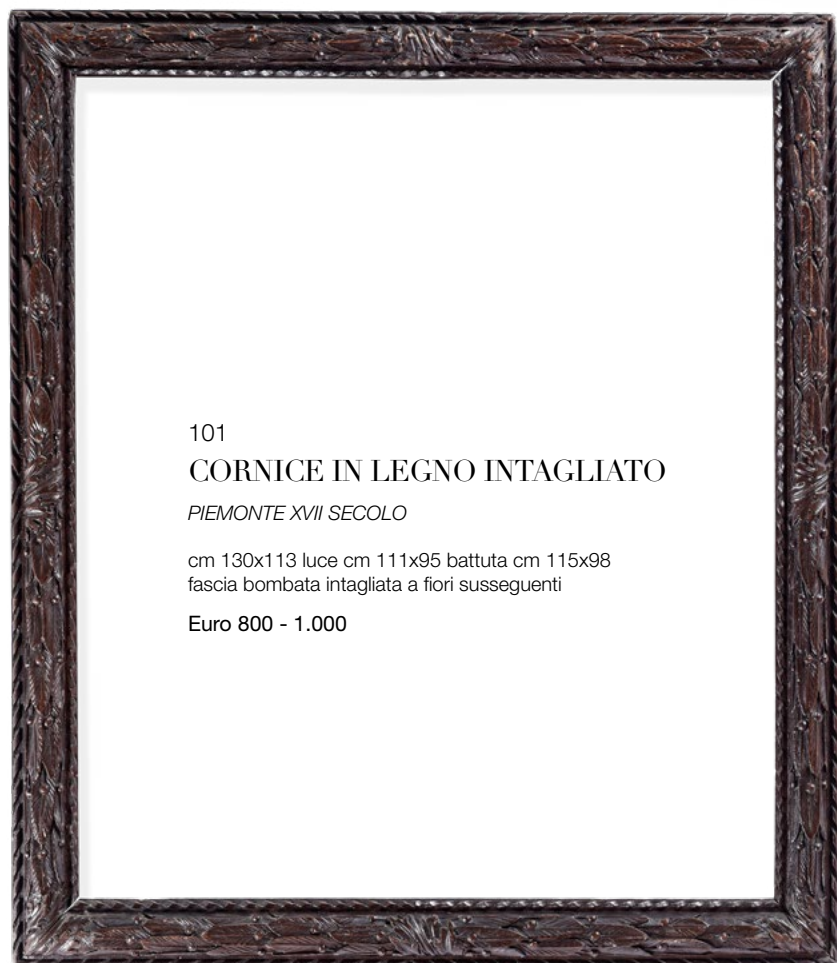 101
CORNICE IN LEGNO INTAGLIATO
PIEMONTE XVII SECOLO
cm 130x113 luce cm 111x95 battuta cm 115x98
fascia bombata intagliata a fiori susseguenti
Euro 800 - 1.000